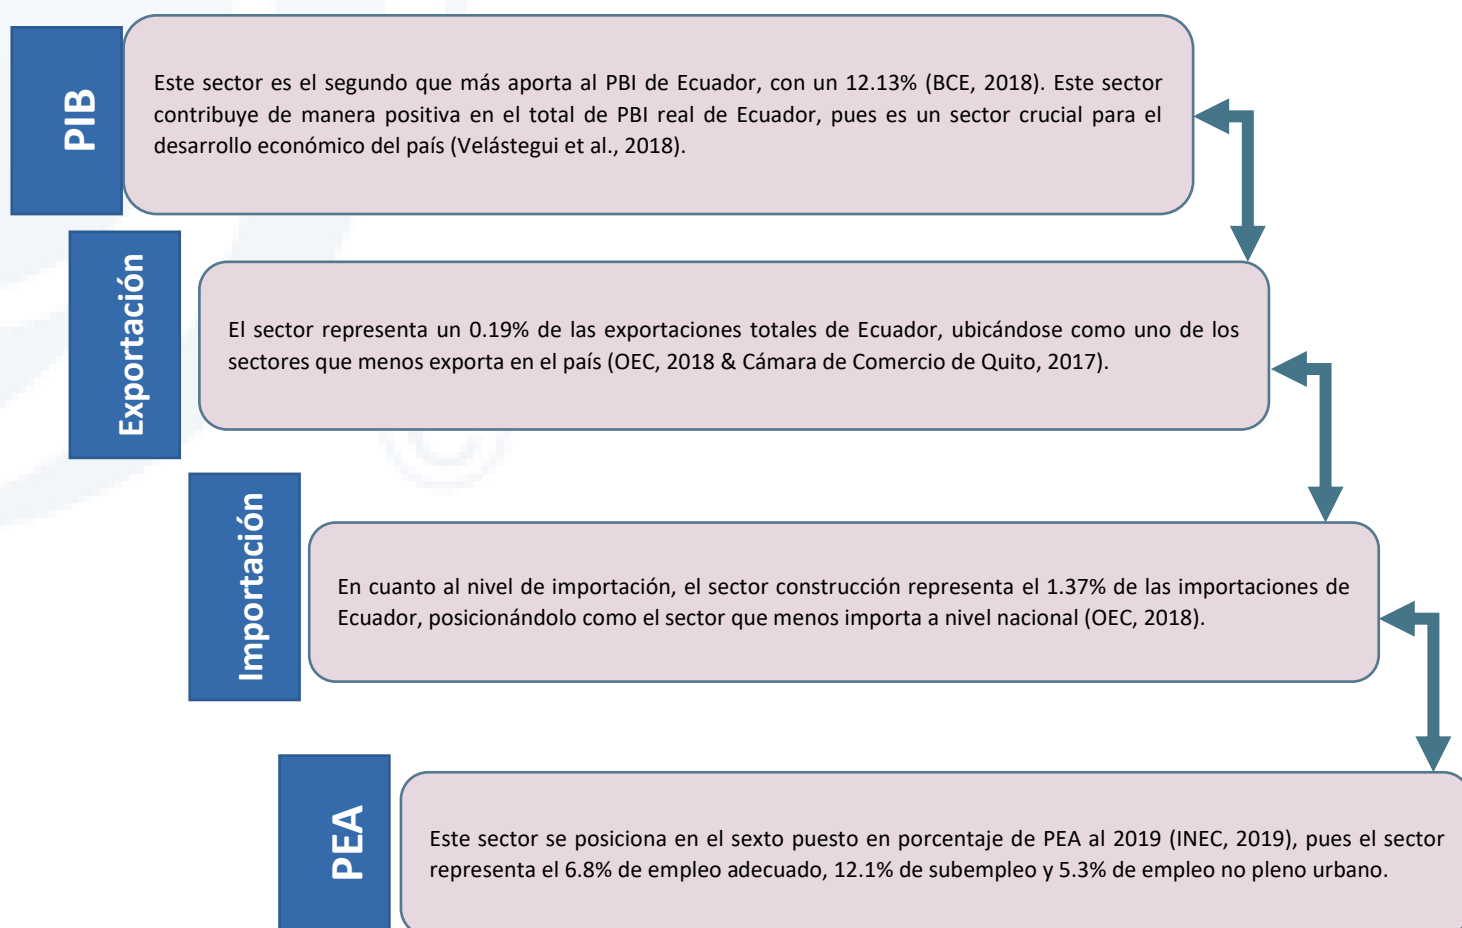 PIB
Este sector es el segundo que más aporta al PBI de Ecuador, con un 12.13% (BCE, 2018). Este sector
contribuye de manera positiva en el total de PBI real de Ecuador, pues es un sector crucial para el
desarrollo económico del país (Velástegui et al., 2018).
Exportación
El sector representa un 0.19% de las exportaciones totales de Ecuador, ubicándose como uno de los
sectores que menos exporta en el país (OEC, 2018 & Cámara de Comercio de Quito, 2017).
Importación
En cuanto al nivel de importación, el sector construcción representa el 1.37% de las importaciones de
Ecuador, posicionándolo como el sector que menos importa a nivel nacional (OEC, 2018).
PEA
Este sector se posiciona en el sexto puesto en porcentaje de PEA al 2019 (INEC, 2019), pues el sector
representa el 6.8% de empleo adecuado, 12.1% de subempleo y 5.3% de empleo no pleno urbano.